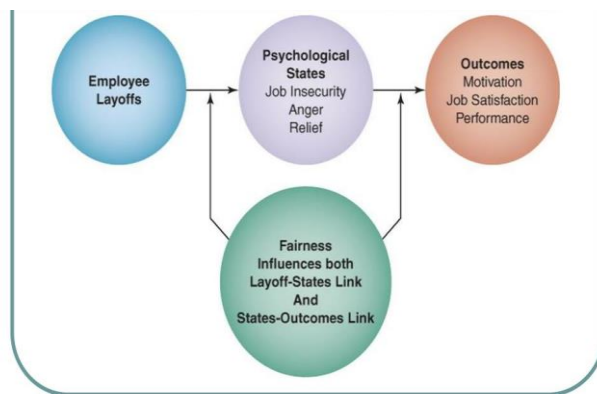 Employee
Layoffs
Psychological
States
Job Insecurity
Anger
Relief
Outcomes
Motivation
Job Satisfaction
Performance
Fairness
Influences both
Layoff-States Link
And
States-Outcomes Link